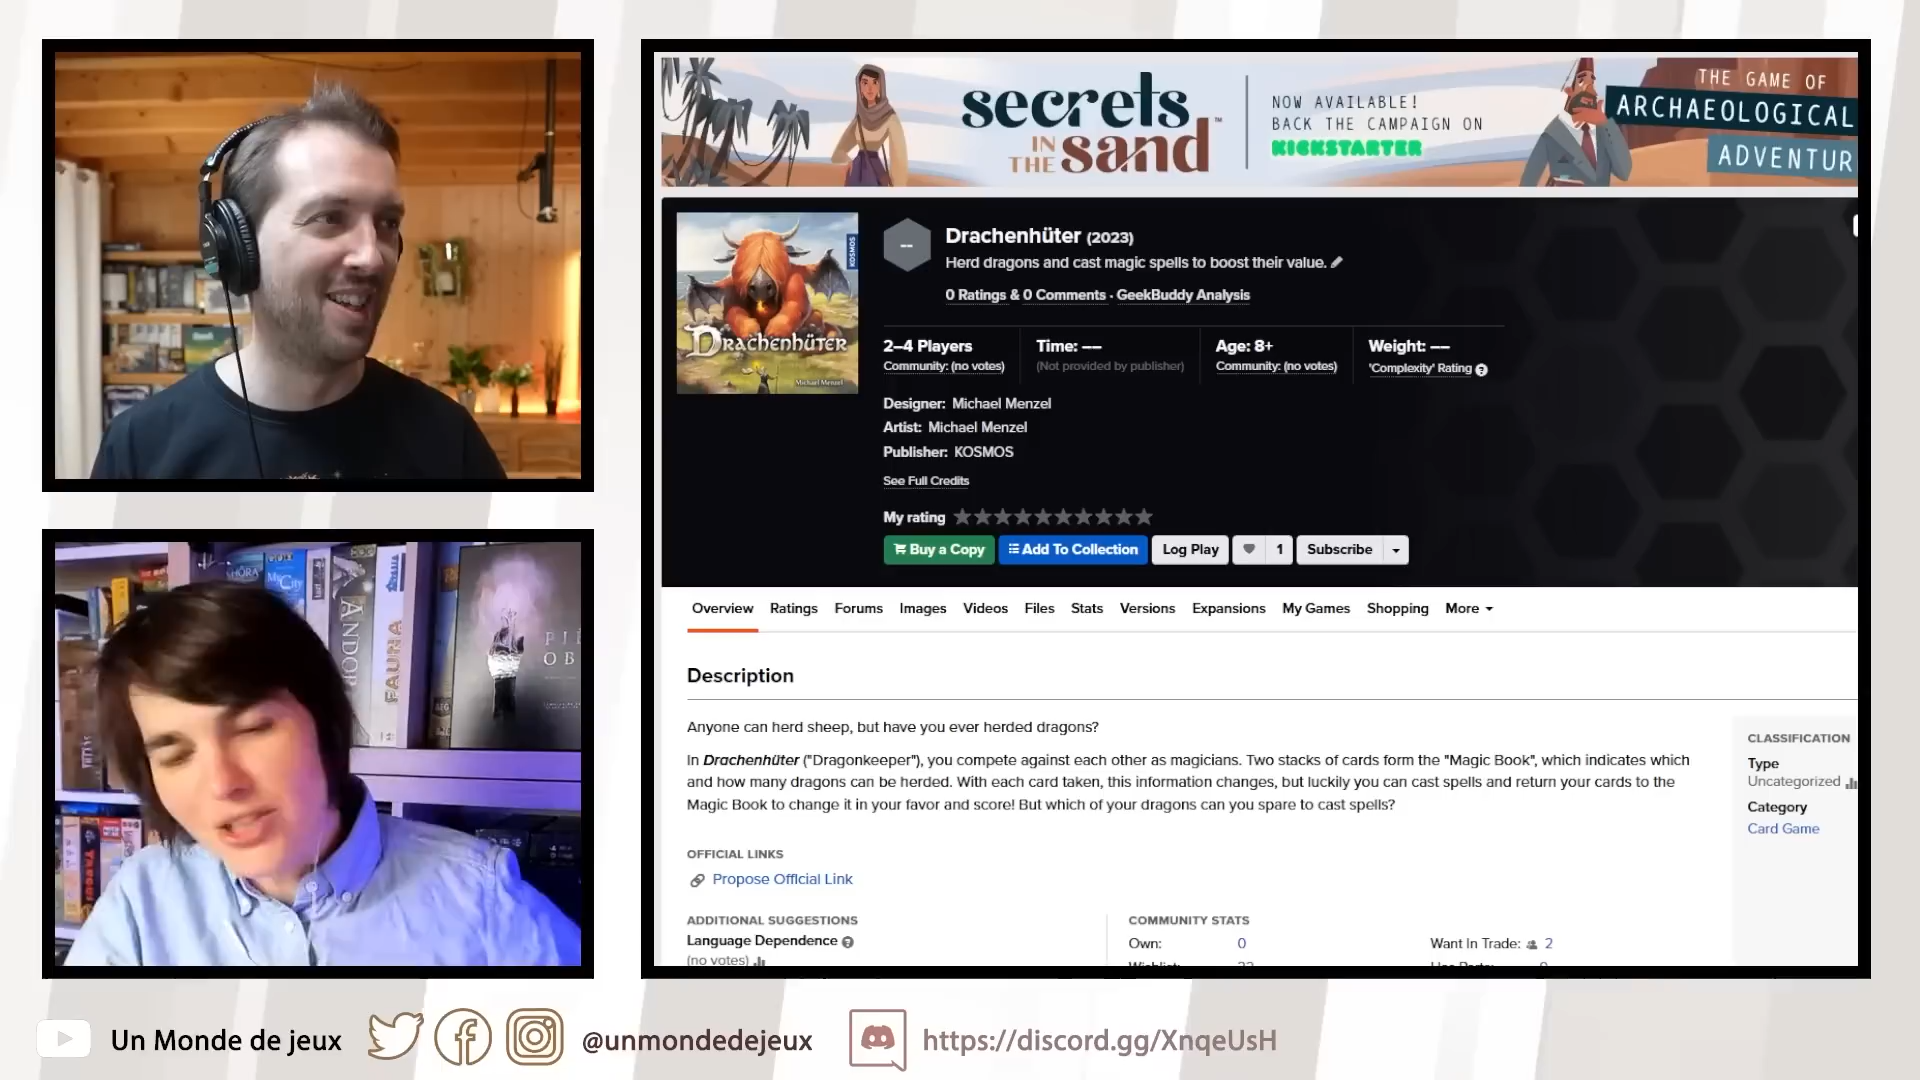 secrets
IN THE sand™
NOW AVAILABLE!
BACK THE CAMPAIGN ON
KICKSTARTER
THE GAME OF
ARCHAEOLOGICAL
ADVENTUR
KOSMOS
DRACHENHÜTER
Michael Menzel
--
Drachenhüter (2023)
Herd dragons and cast magic spells to boost their value.
0 Ratings & 0 Comments · GeekBuddy Analysis
2–4 Players
Community: (no votes)
Time: —
(Not provided by publisher)
Age: 8+
Community: (no votes)
Weight: —
'Complexity' Rating ?
Designer: Michael Menzel
Artist: Michael Menzel
Publisher: KOSMOS
See Full Credits
My rating
Buy a Copy
Add To Collection
Log Play
1
Subscribe
Overview Ratings Forums Images Videos Files Stats Versions Expansions My Games Shopping More
Description
Anyone can herd sheep, but have you ever herded dragons?
In Drachenhüter ("Dragonkeeper"), you compete against each other as magicians. Two stacks of cards form the "Magic Book", which indicates which
and how many dragons can be herded. With each card taken, this information changes, but luckily you can cast spells and return your cards to the
Magic Book to change it in your favor and score! But which of your dragons can you spare to cast spells?
CLASSIFICATION
Type
Uncategorized
Category
Card Game
OFFICIAL LINKS
Propose Official Link
ADDITIONAL SUGGESTIONS
Language Dependence ?
(no votes)
COMMUNITY STATS
Own: 0
Want In Trade: 2
My City
ANDOR
FAUNA
Un Monde de jeux
@unmondedejeux
https://discord.gg/XnqeUsH